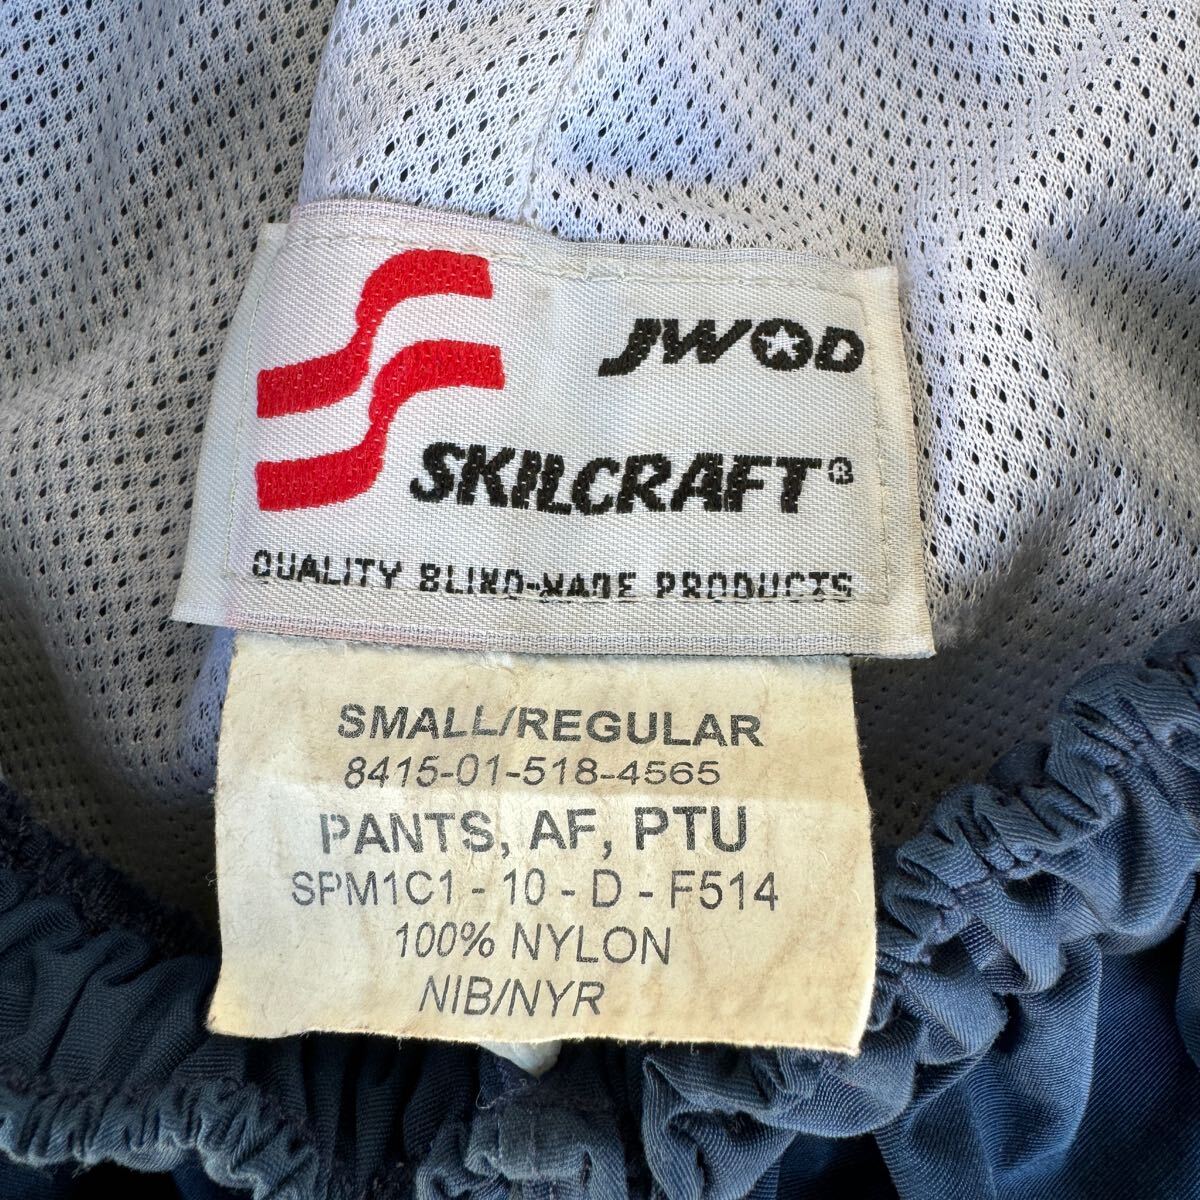 JWOD
SKILCRAFT®
QUALITY BLIND-MADE PRODUCTS
SMALL/REGULAR
8415-01-518-4565
PANTS, AF, PTU
SPM1C1 - 10 - D - F514
100% NYLON
NIB/NYR